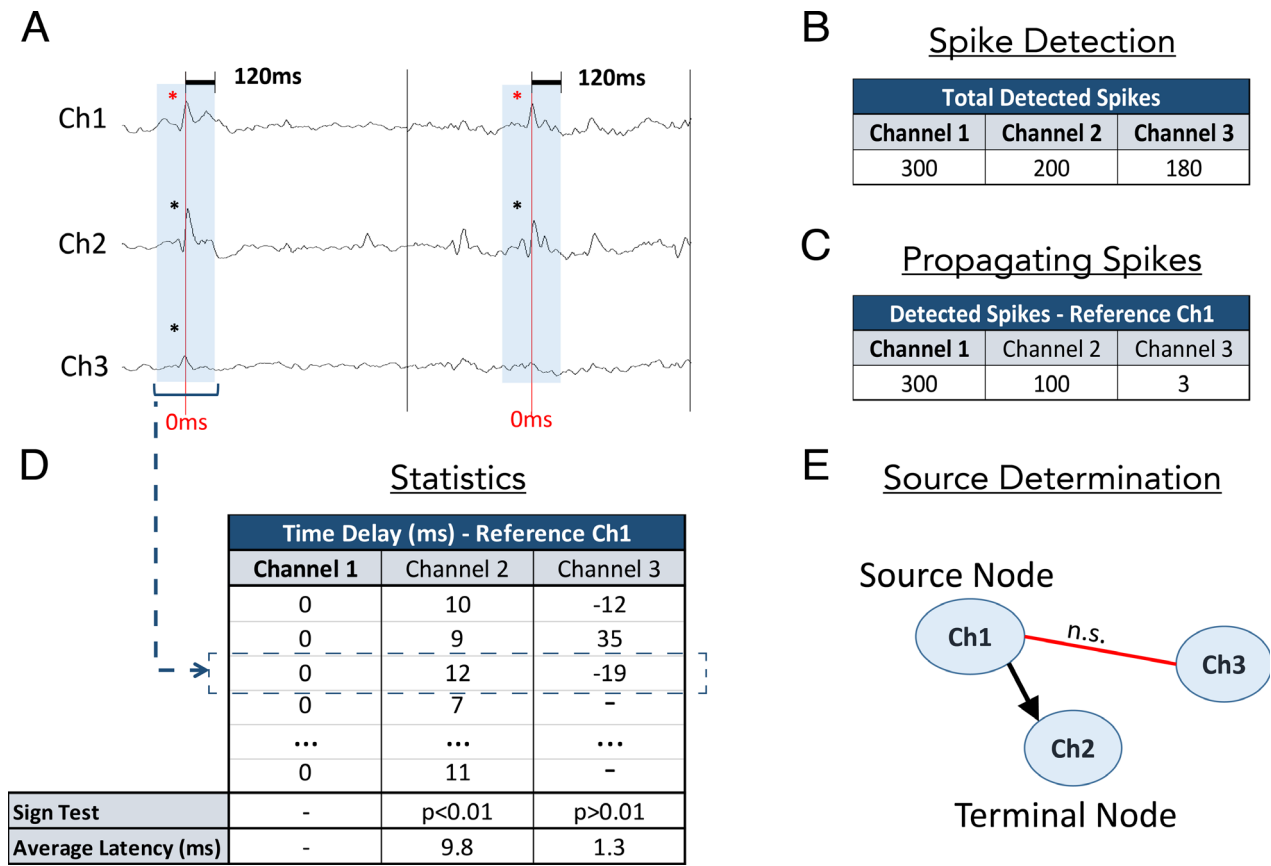 A
120ms
120ms
*
*
Ch1
*
*
Ch2
*
Ch3
0ms
0ms
B
Spike Detection
Total Detected Spikes
Channel 1 Channel 2 Channel 3
300 200 180
C
Propagating Spikes
Detected Spikes - Reference Ch1
Channel 1 Channel 2 Channel 3
300 100 3
D
Statistics
Time Delay (ms) - Reference Ch1
Channel 1 Channel 2 Channel 3
0 10 -12
0 9 35
0 12 -19
0 7 –
... ... ...
0 11 –
Sign Test - p<0.01 p>0.01
Average Latency (ms) - 9.8 1.3
E
Source Determination
Source Node
Ch1
n.s.
Ch3
Ch2
Terminal Node